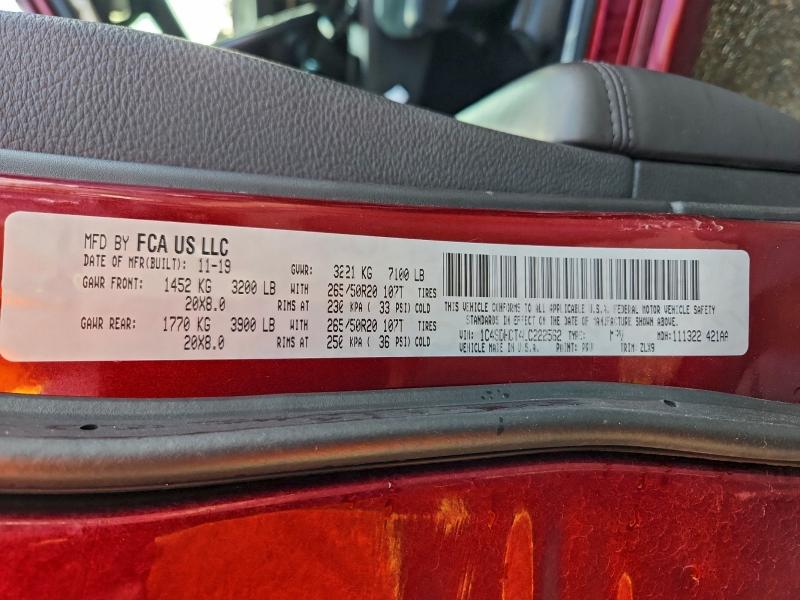 MFD BY FCA US LLC
DATE OF MFR(BUILT): 11-19
GVWR: 3221 KG 7100 LB
GAWR FRONT: 1452 KG 3200 LB WITH 265/50R20 107T TIRES
20X8.0 RIMS AT 230 KPA ( 33 PSI) COLD
GAWR REAR: 1770 KG 3900 LB WITH 265/50R20 107T TIRES
20X8.0 RIMS AT 250 KPA ( 36 PSI) COLD
THIS VEHICLE CONFORMS TO ALL APPLICABLE U.S.A. FEDERAL MOTOR VEHICLE SAFETY
STANDARDS IN EFFECT ON THE DATE OF MANUFACTURE SHOWN ABOVE.
VIN: 1C4SDHCT4LC222562 MDH:111322 421AA
VEHICLE MADE IN U.S.A. PAINT: TRIM: ZLX9